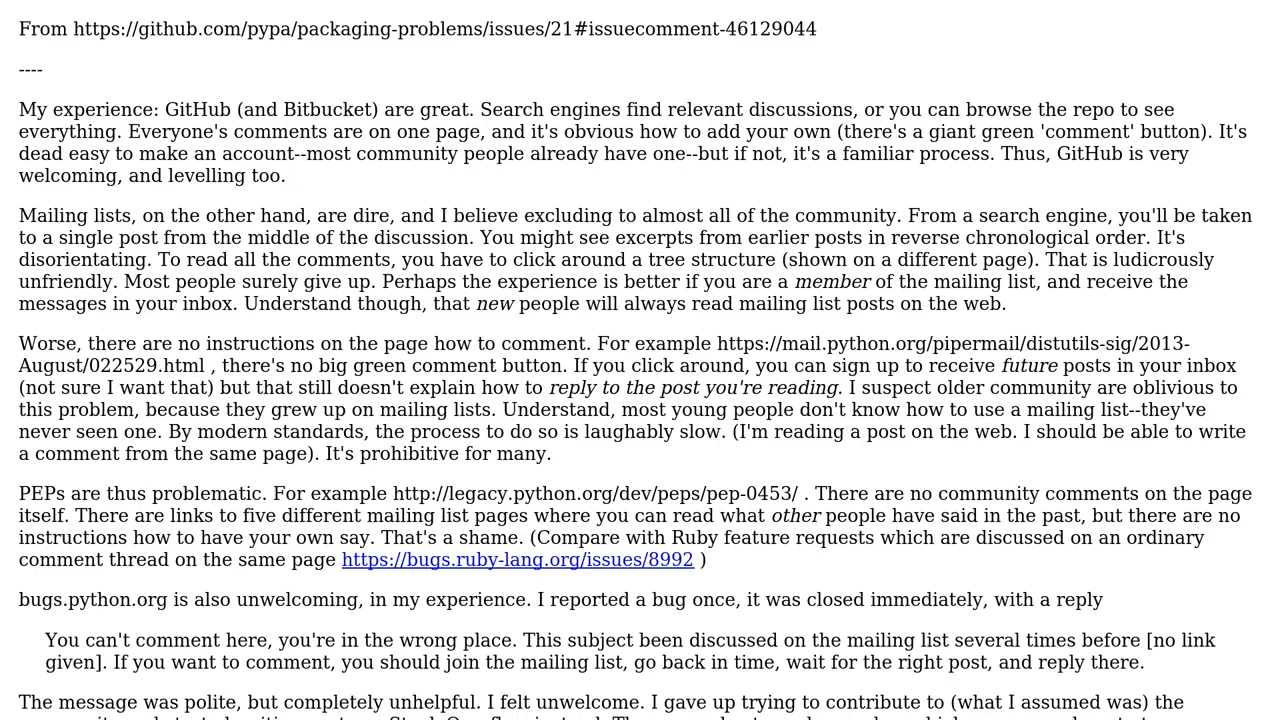 From https://github.com/pypa/packaging-problems/issues/21#issuecomment-46129044
----
My experience: GitHub (and Bitbucket) are great. Search engines find relevant discussions, or you can browse the repo to see
everything. Everyone's comments are on one page, and it's obvious how to add your own (there's a giant green 'comment' button). It's
dead easy to make an account--most community people already have one--but if not, it's a familiar process. Thus, GitHub is very
welcoming, and levelling too.
Mailing lists, on the other hand, are dire, and I believe excluding to almost all of the community. From a search engine, you'll be taken
to a single post from the middle of the discussion. You might see excerpts from earlier posts in reverse chronological order. It's
disorientating. To read all the comments, you have to click around a tree structure (shown on a different page). That is ludicrously
unfriendly. Most people surely give up. Perhaps the experience is better if you are a member of the mailing list, and receive the
messages in your inbox. Understand though, that new people will always read mailing list posts on the web.
Worse, there are no instructions on the page how to comment. For example https://mail.python.org/pipermail/distutils-sig/2013-
August/022529.html , there's no big green comment button. If you click around, you can sign up to receive future posts in your inbox
(not sure I want that) but that still doesn't explain how to reply to the post you're reading. I suspect older community are oblivious to
this problem, because they grew up on mailing lists. Understand, most young people don't know how to use a mailing list--they've
never seen one. By modern standards, the process to do so is laughably slow. (I'm reading a post on the web. I should be able to write
a comment from the same page). It's prohibitive for many.
PEPs are thus problematic. For example http://legacy.python.org/dev/peps/pep-0453/ . There are no community comments on the page
itself. There are links to five different mailing list pages where you can read what other people have said in the past, but there are no
instructions how to have your own say. That's a shame. (Compare with Ruby feature requests which are discussed on an ordinary
comment thread on the same page https://bugs.ruby-lang.org/issues/8992 )
bugs.python.org is also unwelcoming, in my experience. I reported a bug once, it was closed immediately, with a reply
You can't comment here, you're in the wrong place. This subject been discussed on the mailing list several times before [no link
given]. If you want to comment, you should join the mailing list, go back in time, wait for the right post, and reply there.
The message was polite, but completely unhelpful. I felt unwelcome. I gave up trying to contribute to (what I assumed was) the